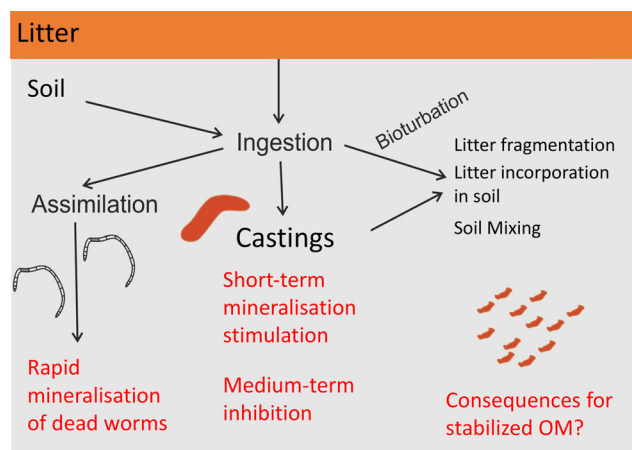 Litter
Soil
Ingestion
Bioturbation
Litter fragmentation
Litter incorporation
in soil
Soil Mixing
Assimilation
Castings
Short-term
mineralisation
stimulation
Medium-term
inhibition
Rapid
mineralisation
of dead worms
Consequences for
stabilized OM?